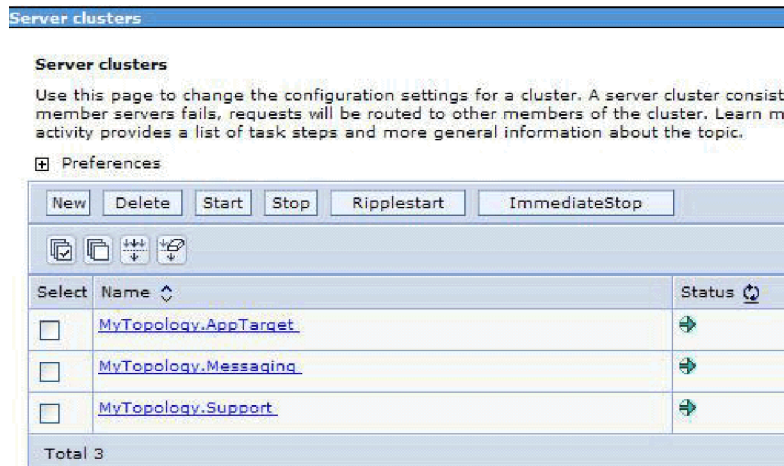 Server clusters
Server clusters
Use this page to change the configuration settings for a cluster. A server cluster consist
member servers fails, requests will be routed to other members of the cluster. Learn m
activity provides a list of task steps and more general information about the topic.
Preferences
New Delete Start Stop Ripplestart ImmediateStop
Select Name Status
MyTopology.AppTarget
MyTopology.Messaging
MyTopology.Support
Total 3